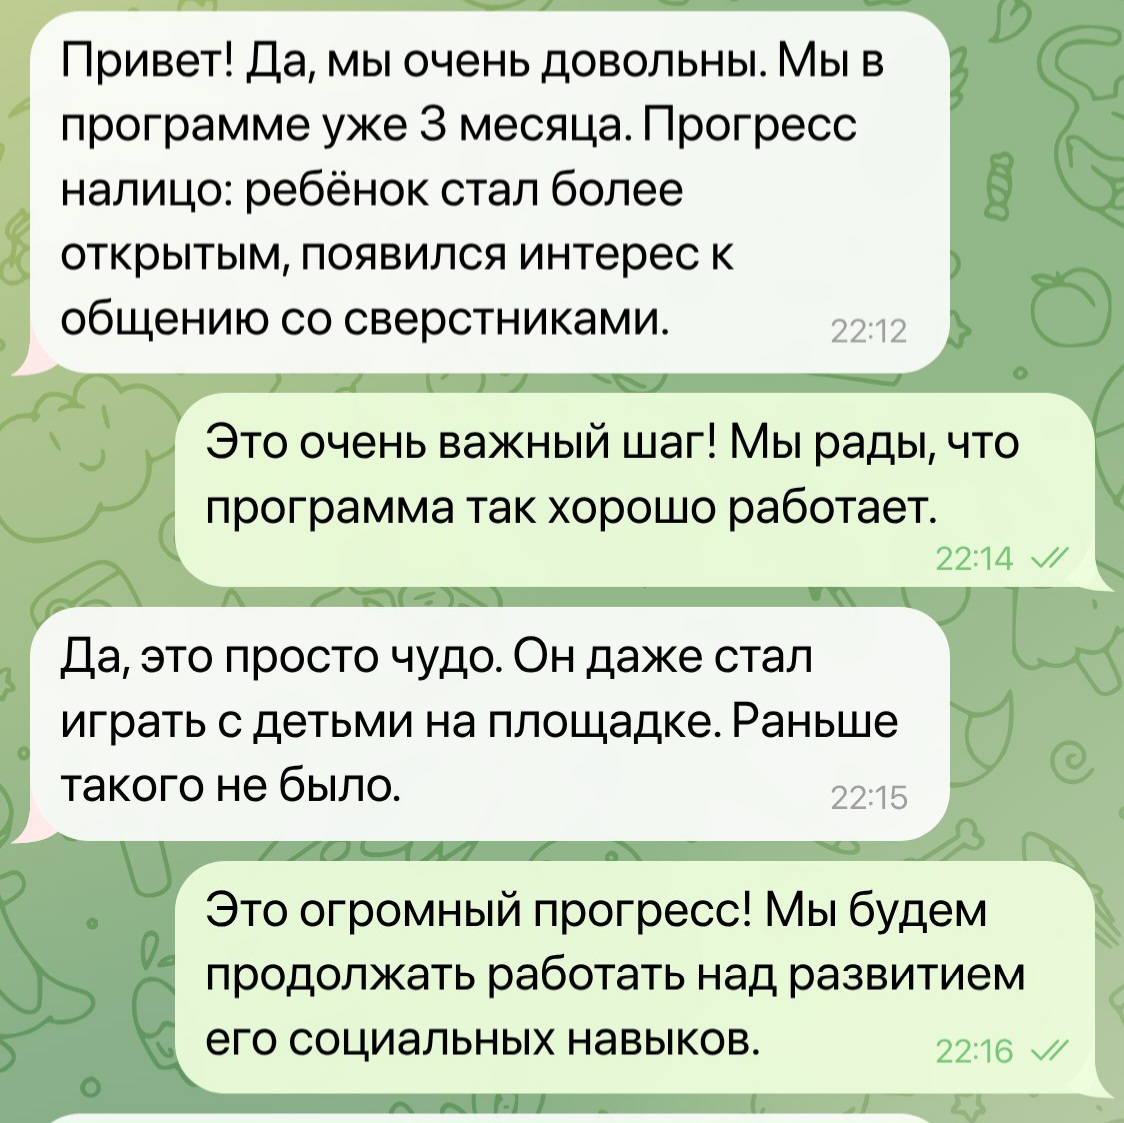 Привет! Да, мы очень довольны. Мы в
программе уже 3 месяца. Прогресс
налицо: ребёнок стал более
открытым, появился интерес к
общению со сверстниками.
22:12
Это очень важный шаг! Мы рады, что
программа так хорошо работает.
22:14
Да, это просто чудо. Он даже стал
играть с детьми на площадке. Раньше
такого не было.
22:15
Это огромный прогресс! Мы будем
продолжать работать над развитием
его социальных навыков.
22:16